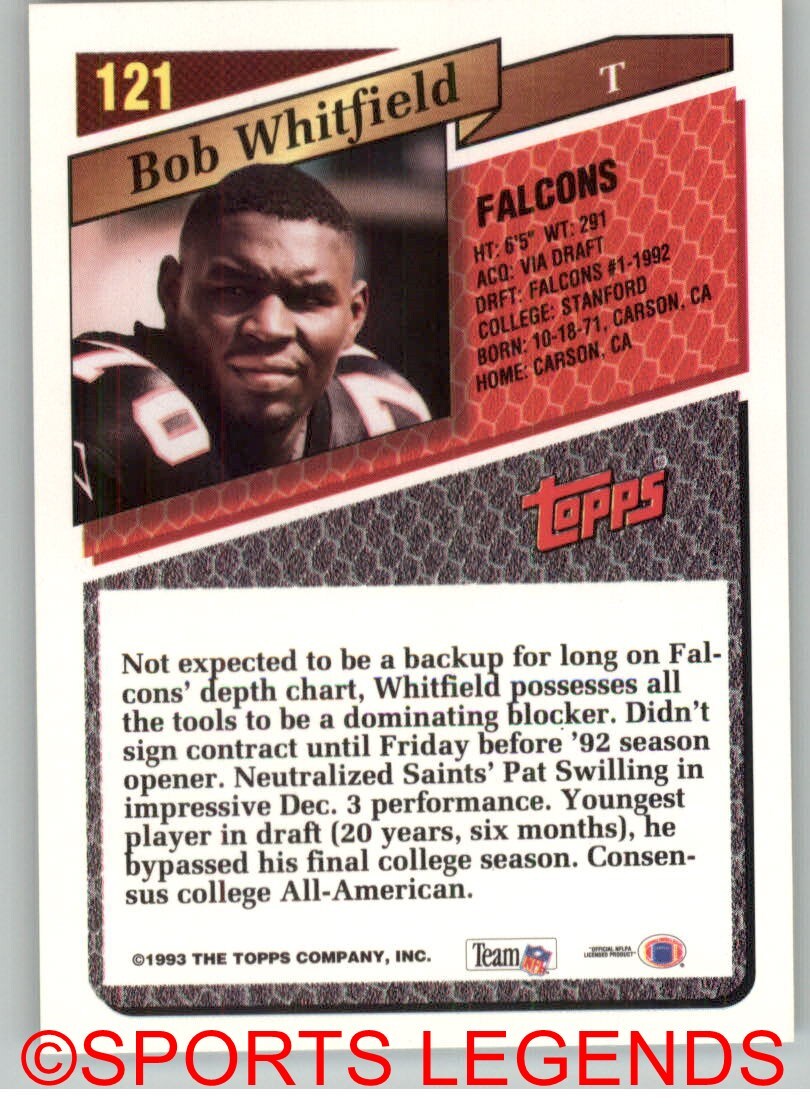 121
Bob Whitfield
T
FALCONS
HT: 6'5" WT: 291
ACQ: VIA DRAFT
DRFT: FALCONS #1-1992
COLLEGE: STANFORD
BORN: 10-18-71, CARSON, CA
HOME: CARSON, CA
TOPPS®
Not expected to be a backup for long on Fal-
cons' depth chart, Whitfield possesses all
the tools to be a dominating blocker. Didn't
sign contract until Friday before '92 season
opener. Neutralized Saints' Pat Swilling in
impressive Dec. 3 performance. Youngest
player in draft (20 years, six months), he
bypassed his final college season. Consen-
sus college All-American.
©1993 THE TOPPS COMPANY, INC.
Team NFL
"OFFICIAL NFLPA
LICENSED PRODUCT"
©SPORTS LEGENDS